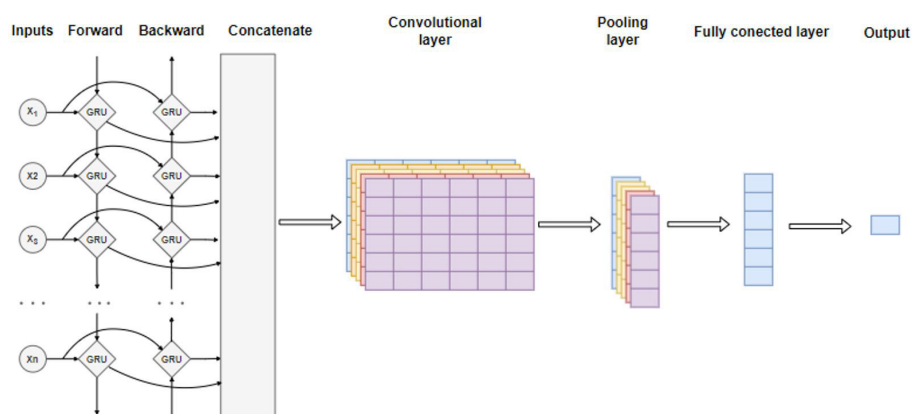 Inputs Forward Backward Concatenate Convolutional layer Pooling layer Fully conected layer Output
X1 GRU GRU
X2 GRU GRU
X3 GRU GRU
... ... ...
Xn GRU GRU